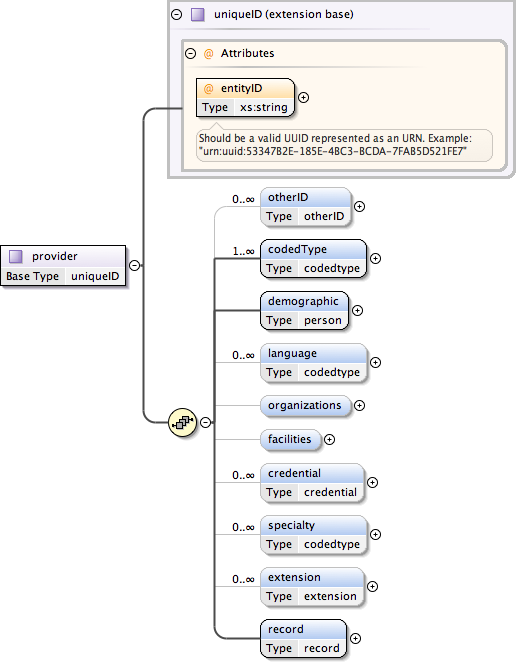 uniqueID (extension base)
@ Attributes
@ entityID
Type xs:string
Should be a valid UUID represented as an URN. Example:
"urn:uuid:53347B2E-185E-4BC3-BCDA-7FAB5D521FE7"
provider
Base Type uniqueID
0..∞ otherID
Type otherID
1..∞ codedType
Type codedtype
demographic
Type person
0..∞ language
Type codedtype
organizations
facilities
0..∞ credential
Type credential
0..∞ specialty
Type codedtype
0..∞ extension
Type extension
record
Type record